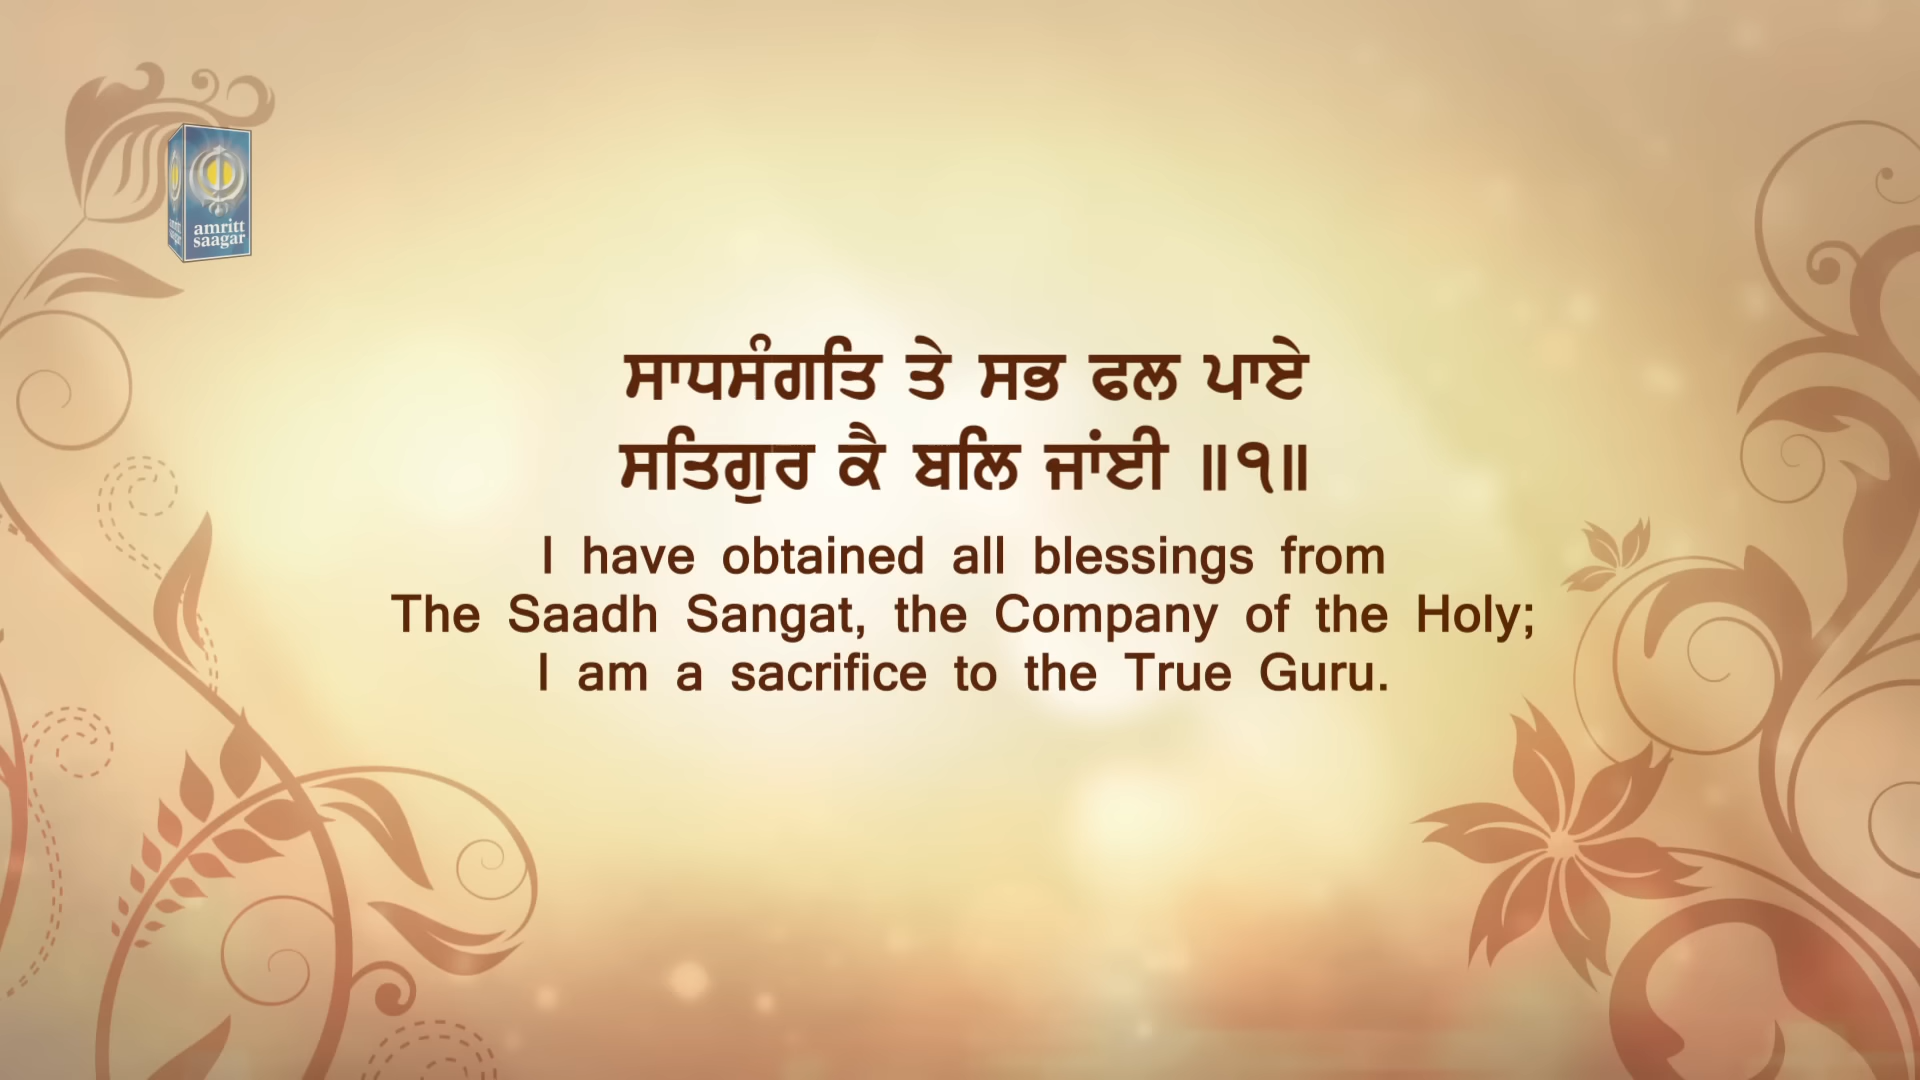 amritt
saagar
ਸਾਧਸੰਗਤਿ ਤੇ ਸਭ ਫਲ ਪਾਏ
ਸਤਿਗੁਰ ਕੈ ਬਲਿ ਜਾਂਈ ॥੧॥
I have obtained all blessings from
The Saadh Sangat, the Company of the Holy;
I am a sacrifice to the True Guru.